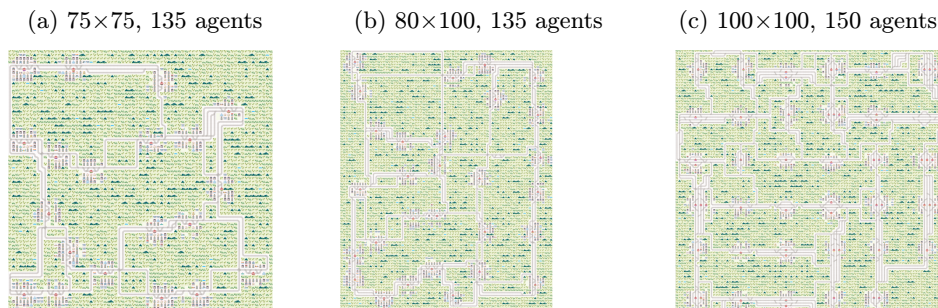 (a) 75×75, 135 agents
(b) 80×100, 135 agents
(c) 100×100, 150 agents